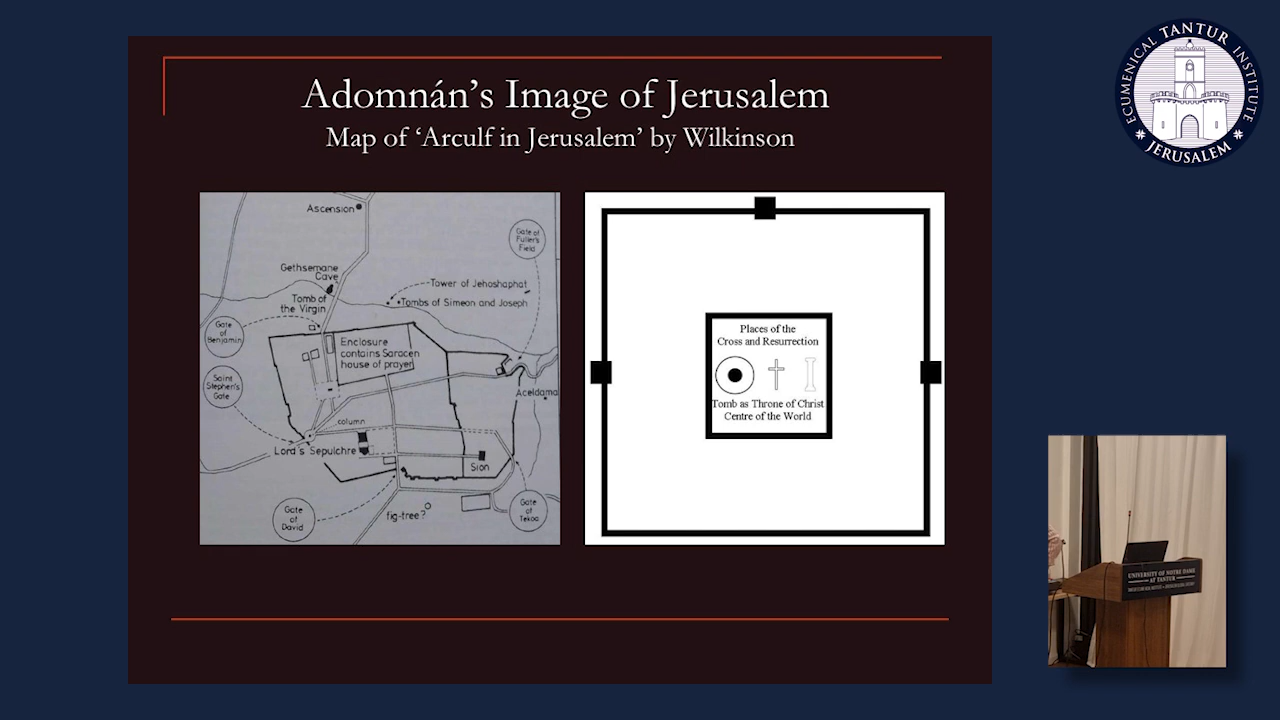 Adomnán’s Image of Jerusalem
Map of ‘Arculf in Jerusalem’ by Wilkinson
Ascension
Gate of
Fuller's
Field
Gethsemane
Cave
Tower of Jehoshaphat
Tombs of Simeon and Joseph
Tomb of
the Virgin
Gate
of
Benjamin
Enclosure
contains Saracen
house of prayer
Saint
Stephen's
Gate
Aceldama
column
Lord's Sepulchre
Sion
Gate
of
David
fig-tree?
Gate
of
Tekoa
Places of the
Cross and Resurrection
Tomb as Throne of Christ
Centre of the World
ECUMENICAL TANTUR INSTITUTE
JERUSALEM
UNIVERSITY OF NOTRE DAME
AT TANTUR